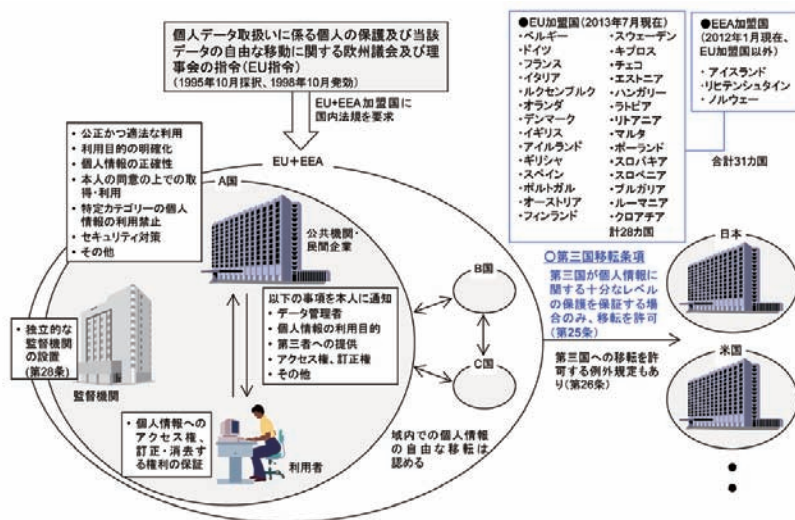 個人データ取扱いに係る個人の保護及び当該
データの自由な移動に関する欧州議会及び理
事会の指令(EU指令)
(1995年10月採択、1998年10月発効)
EU+EEA加盟国に
国内法規を要求
●EU加盟国(2013年7月現在)
・ベルギー
・ドイツ
・フランス
・イタリア
・ルクセンブルク
・オランダ
・デンマーク
・イギリス
・アイルランド
・ギリシャ
・スペイン
・ポルトガル
・オーストリア
・フィンランド
・スウェーデン
・キプロス
・チェコ
・エストニア
・ハンガリー
・ラトビア
・リトアニア
・マルタ
・ポーランド
・スロバキア
・スロベニア
・ブルガリア
・ルーマニア
・クロアチア
計28カ国
●EEA加盟国
(2012年1月現在、
EU加盟国以外)
・アイスランド
・リヒテンシュタイン
・ノルウェー
合計31カ国
・公正かつ適法な利用
・利用目的の明確化
・個人情報の正確性
・本人の同意の上での取
得・利用
・特定カテゴリーの個人
情報の利用禁止
・セキュリティ対策
・その他
EU+EEA
A国
公共機関・
民間企業
以下の事項を本人に通知
・データ管理者
・個人情報の利用目的
・第三者への提供
・アクセス権、訂正権
・その他
・独立的な
監督機関
の設置
(第28条)
監督機関
・個人情報への
アクセス権、
訂正・消去す
る権利の保証
利用者
B国
C国
域内での個人情報
の自由な移転は
認める
○第三国移転条項
第三国が個人情報に
関する十分なレベル
の保護を保証する場
合のみ、移転を許可
(第25条)
第三国への移転を許
可する例外規定もあ
り(第26条)
日本
米国